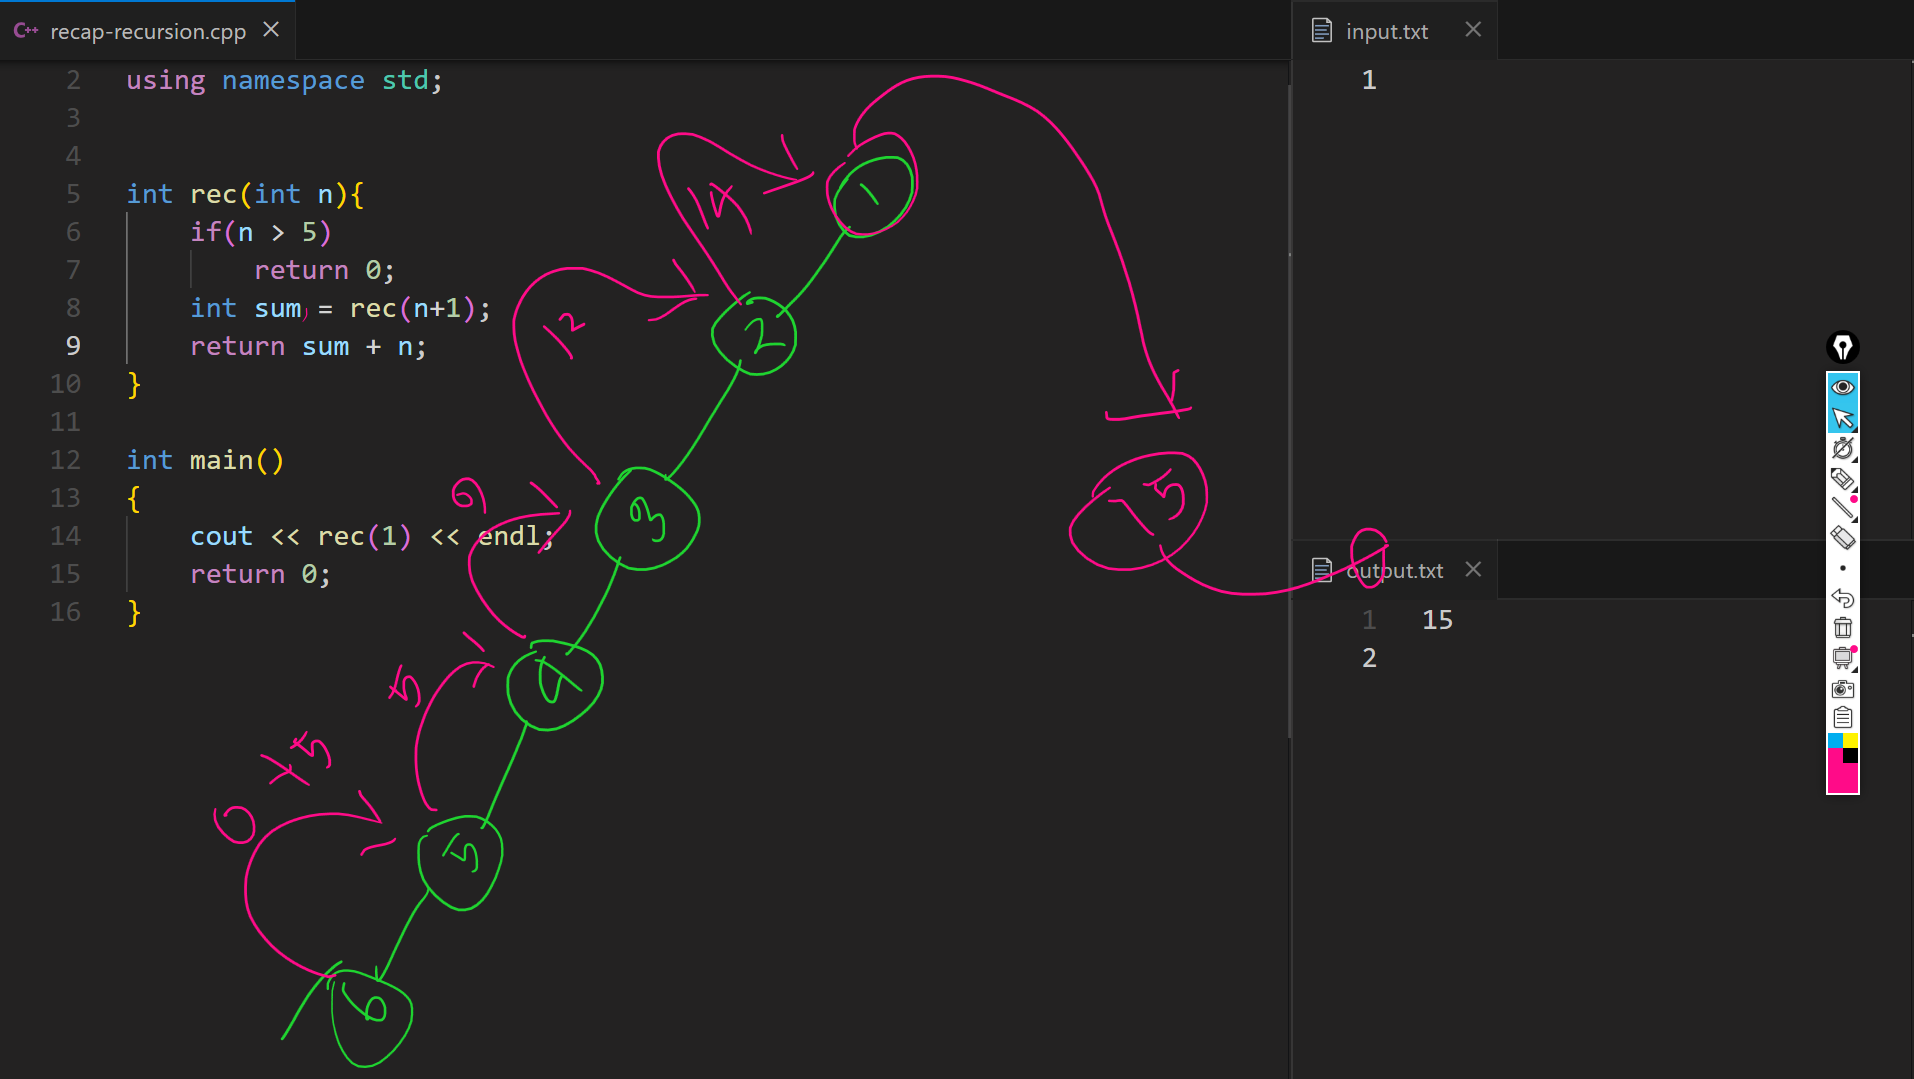 recap-recursion.cpp
2 using namespace std;
3
4
5 int rec(int n){
6 if(n > 5)
7 return 0;
8 int sum = rec(n+1);
9 return sum + n;
10 }
11
12 int main()
13 {
14 cout << rec(1) << endl;
15 return 0;
16 }
1
14
2
12
3
9
4
5
0 +5
5
6
15
input.txt
1
output.txt
1 15
2